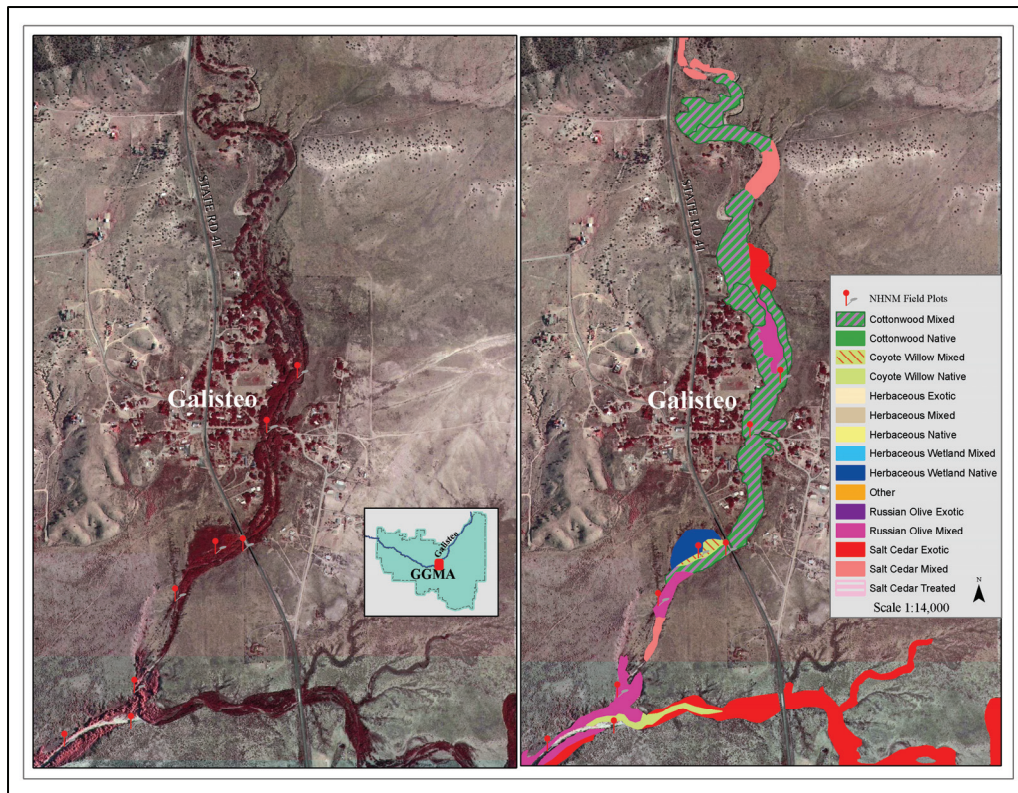 STATE RD 41
Galisteo
Galisteo
GGMA
STATE RD 41
Galisteo
NHNM Field Plots
Cottonwood Mixed
Cottonwood Native
Coyote Willow Mixed
Coyote Willow Native
Herbaceous Exotic
Herbaceous Mixed
Herbaceous Native
Herbaceous Wetland Mixed
Herbaceous Wetland Native
Other
Russian Olive Exotic
Russian Olive Mixed
Salt Cedar Exotic
Salt Cedar Mixed
Salt Cedar Treated
N
Scale 1:14,000